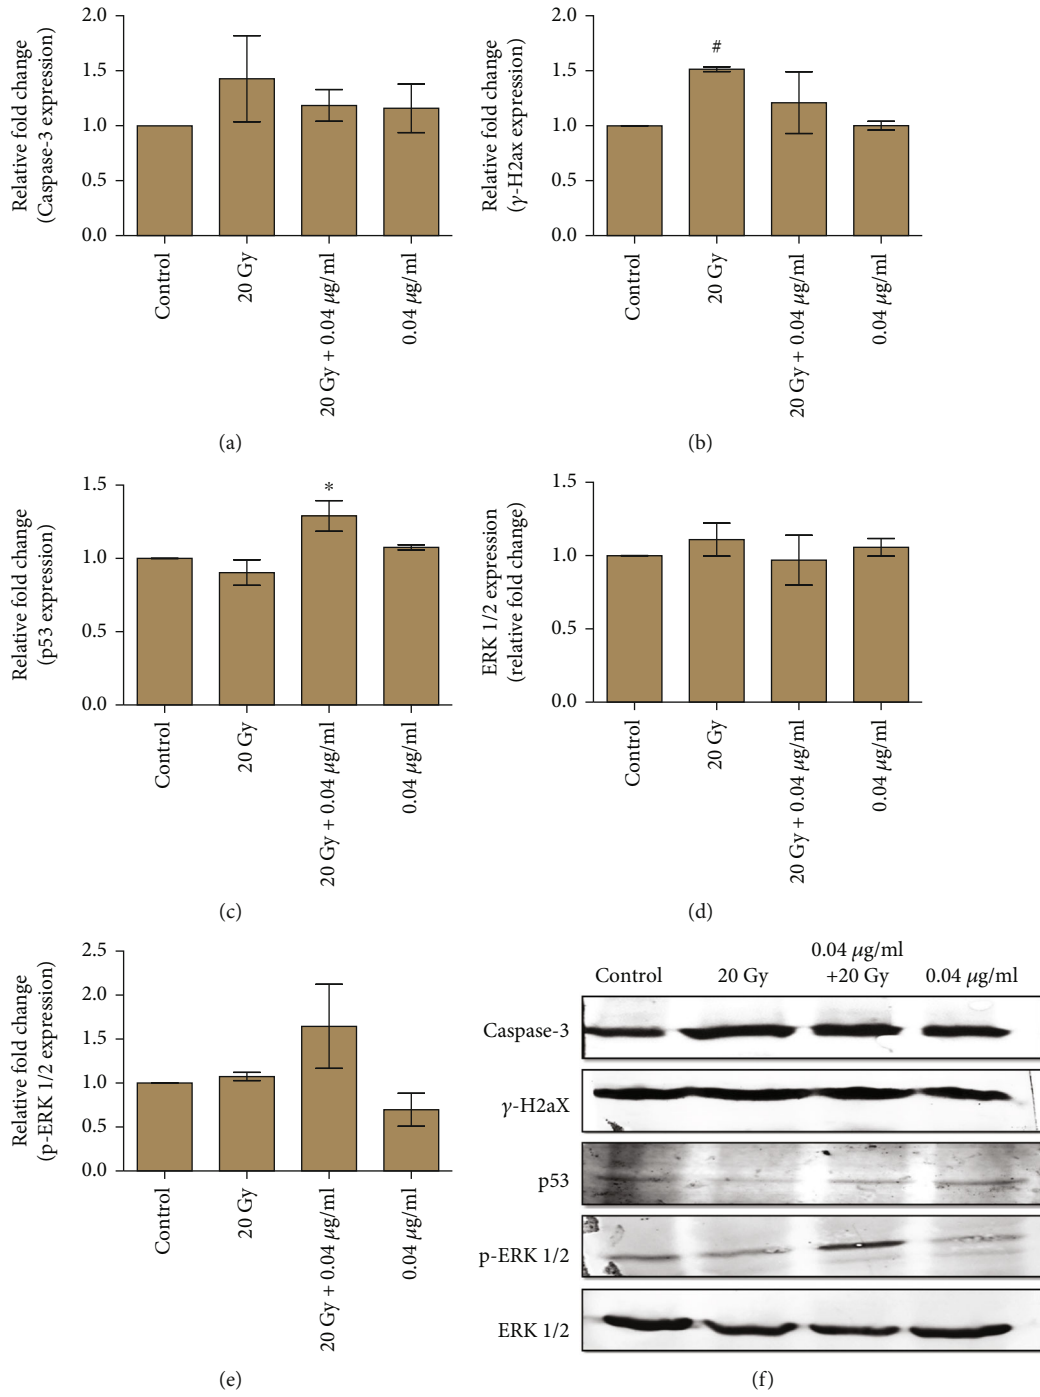 Relative fold change
(Caspase-3 expression)
2.0
1.5
1.0
0.5
0.0
Control
20 Gy
20 Gy + 0.04 μg/ml
0.04 μg/ml
(a)
Relative fold change
(γ-H2ax expression)
2.0
1.5
1.0
0.5
0.0
#
Control
20 Gy
20 Gy + 0.04 μg/ml
0.04 μg/ml
(b)
Relative fold change
(p53 expression)
1.5
1.0
0.5
0.0
*
Control
20 Gy
20 Gy + 0.04 μg/ml
0.04 μg/ml
(c)
ERK 1/2 expression
(relative fold change)
1.5
1.0
0.5
0.0
Control
20 Gy
20 Gy + 0.04 μg/ml
0.04 μg/ml
(d)
Relative fold change
(p-ERK 1/2 expression)
2.5
2.0
1.5
1.0
0.5
0.0
Control
20 Gy
20 Gy + 0.04 μg/ml
0.04 μg/ml
(e)
Control
20 Gy
0.04 μg/ml
+20 Gy
0.04 μg/ml
Caspase-3
γ-H2aX
p53
p-ERK 1/2
ERK 1/2
(f)